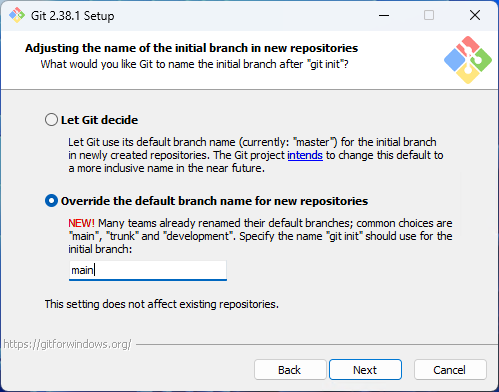 Git 2.38.1 Setup
Adjusting the name of the initial branch in new repositories
What would you like Git to name the initial branch after "git init"?
Let Git decide
Let Git use its default branch name (currently: "master") for the initial branch
in newly created repositories. The Git project intends to change this default to
a more inclusive name in the near future.
Override the default branch name for new repositories
NEW! Many teams already renamed their default branches; common choices are
"main", "trunk" and "development". Specify the name "git init" should use for the
initial branch:
main
This setting does not affect existing repositories.
https://gitforwindows.org/
Back
Next
Cancel